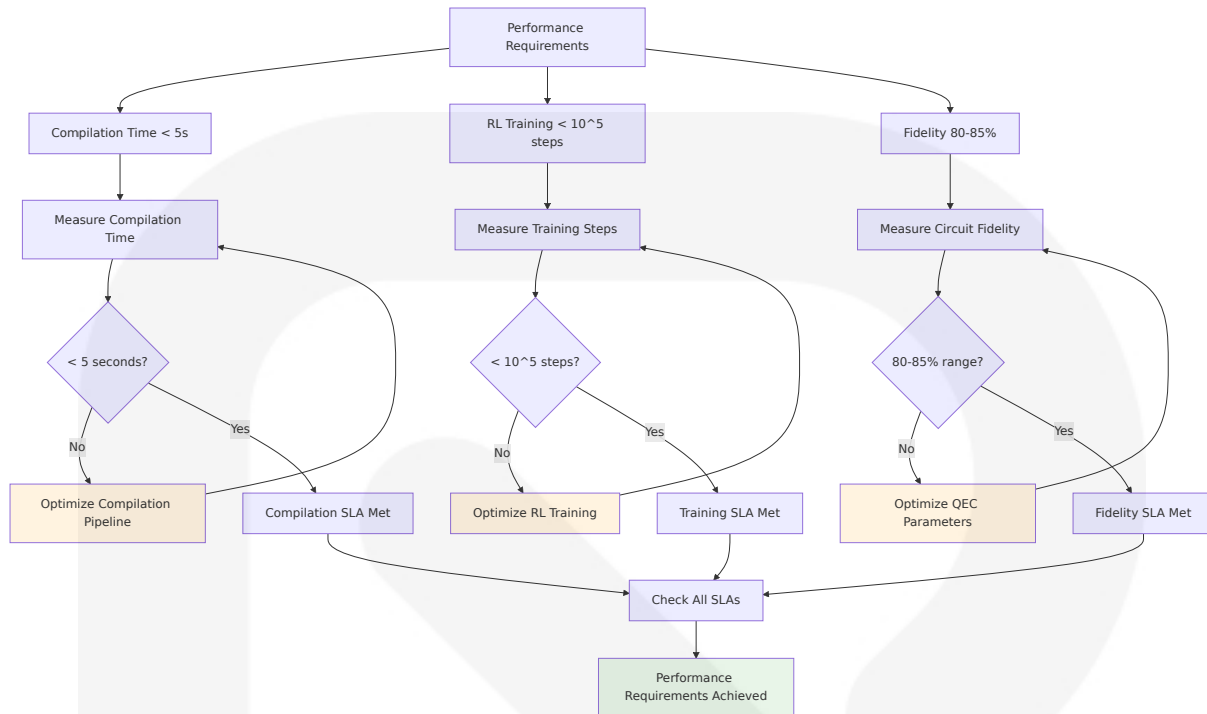 Performance
Requirements
Compilation Time < 5s
RL Training < 10^5
steps
Fidelity 80-85%
Measure Compilation
Time
Measure Training Steps
Measure Circuit Fidelity
< 5 seconds?
< 10^5 steps?
80-85% range?
No
Yes
No
Yes
No
Yes
Optimize Compilation
Pipeline
Compilation SLA Met
Optimize RL Training
Training SLA Met
Optimize QEC
Parameters
Fidelity SLA Met
Check All SLAs
Performance
Requirements Achieved